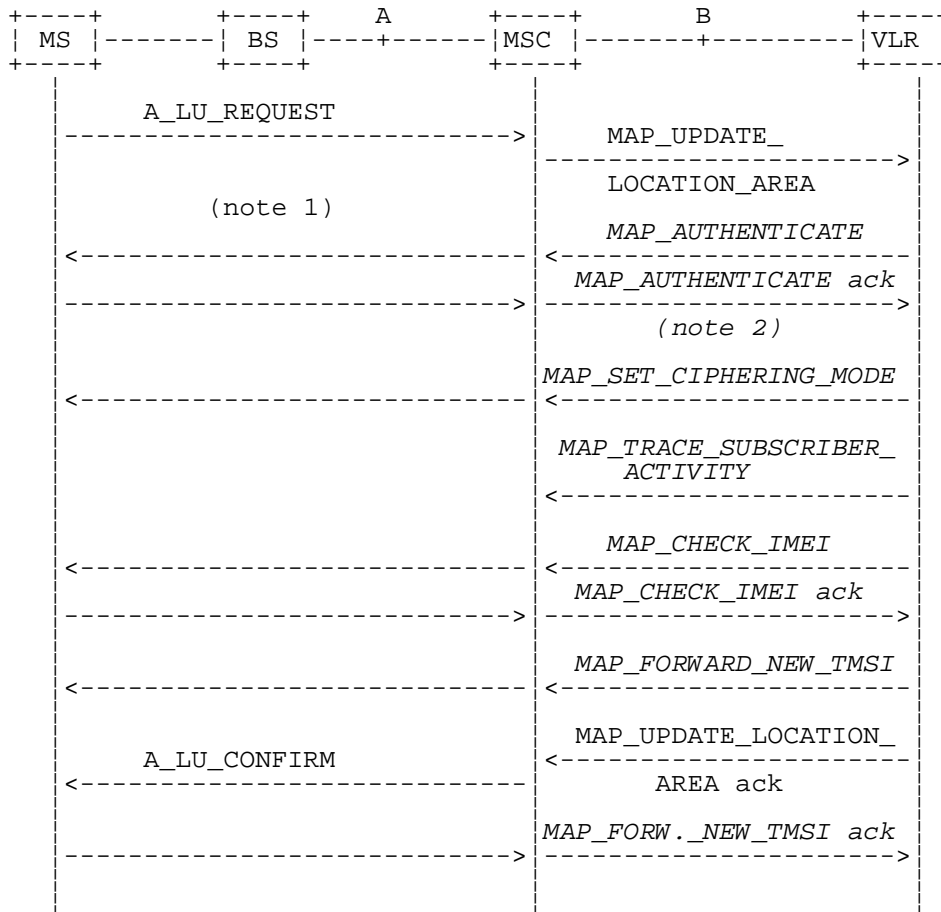 A B
MS BS MSC VLR
A_LU_REQUEST
MAP_UPDATE_
LOCATION_AREA
(note 1)
MAP_AUTHENTICATE
MAP_AUTHENTICATE ack
(note 2)
MAP_SET_CIPHERING_MODE
MAP_TRACE_SUBSCRIBER_
ACTIVITY
MAP_CHECK_IMEI
MAP_CHECK_IMEI ack
MAP_FORWARD_NEW_TMSI
MAP_UPDATE_LOCATION_
A_LU_CONFIRM
AREA ack
MAP_FORW._NEW_TMSI ack